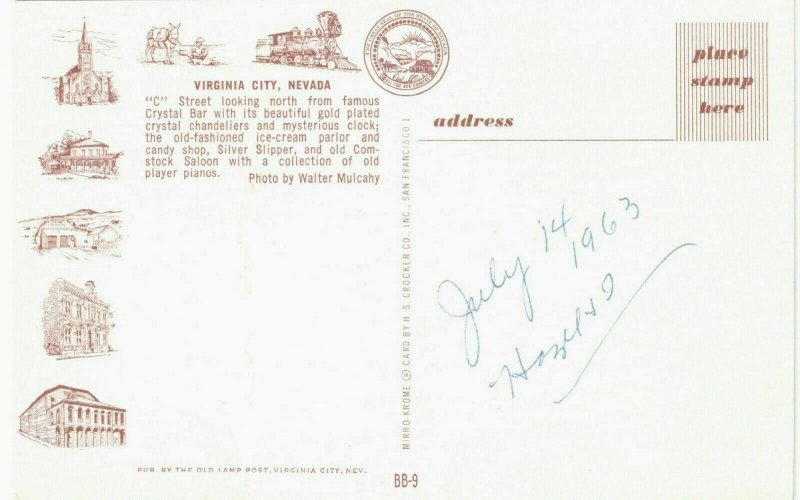 VIRGINIA CITY, NEVADA
"C" Street looking north from famous
Crystal Bar with its beautiful gold plated
crystal chandeliers and mysterious clock;
the old-fashioned ice-cream parlor and
candy shop, Silver Slipper, and old Com-
stock Saloon with a collection of old
player pianos. Photo by Walter Mulcahy
PUB. BY THE OLD LAMP POST, VIRGINIA CITY, NEV.
MIRRO-KROME ® CARD BY H. S. CROCKER CO., INC., SAN FRANCISCO 1
BB-9
place
stamp
here
address
July 14
1963